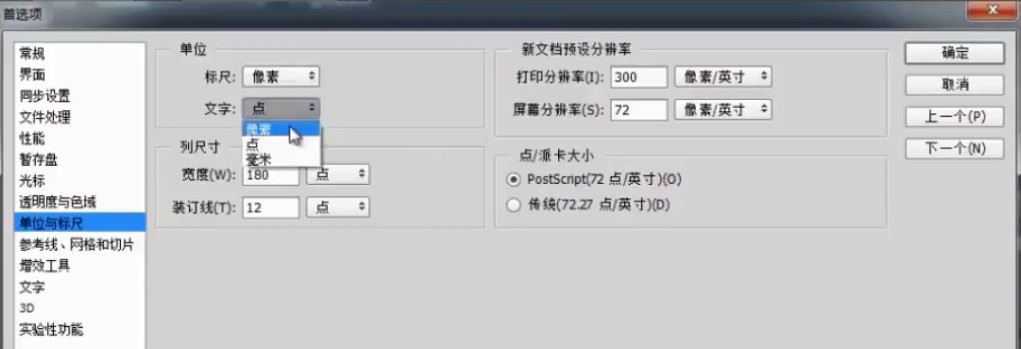 首选项
常规
界面
同步设置
文件处理
性能
暂存盘
光标
透明度与色域
单位与标尺
参考线、网格和切片
增效工具
文字
3D
实验性功能
单位
标尺: 像素
文字: 点
像素
点
毫米
列尺寸
宽度(W): 180 点
装订线(T): 12 点
新文档预设分辨率
打印分辨率(I): 300 像素/英寸
屏幕分辨率(S): 72 像素/英寸
点/派卡大小
PostScript(72 点/英寸)(O)
传统(72.27 点/英寸)(D)
确定
取消
上一个(P)
下一个(N)